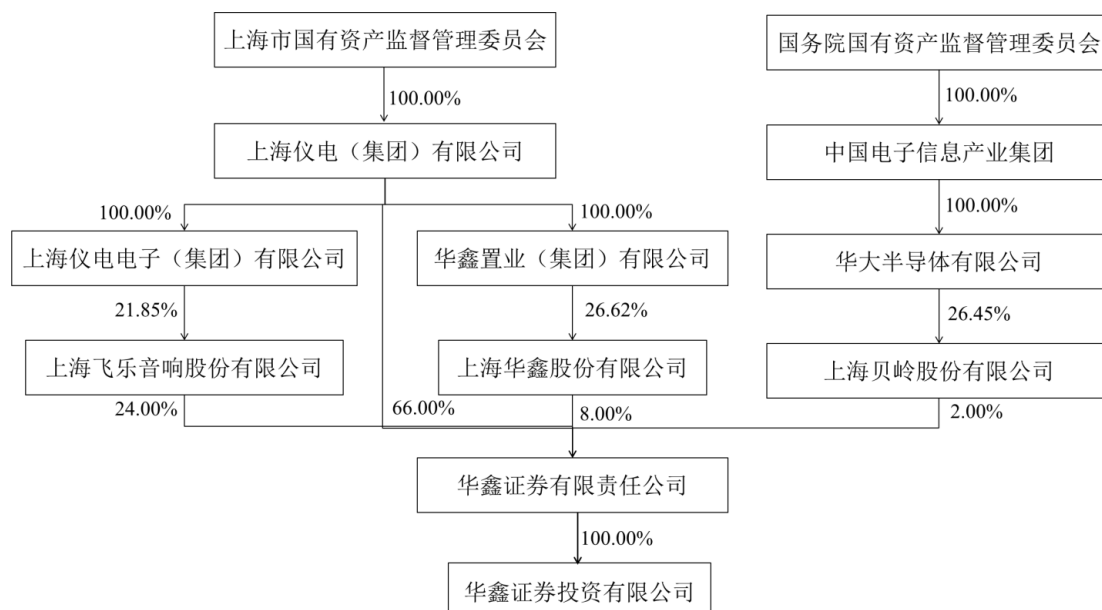 上海市国有资产监督管理委员会
国务院国有资产监督管理委员会
100.00%
100.00%
上海仪电（集团）有限公司
中国电子信息产业集团
100.00%
100.00%
100.00%
上海仪电电子（集团）有限公司
华鑫置业（集团）有限公司
华大半导体有限公司
21.85%
26.62%
26.45%
上海飞乐音响股份有限公司
上海华鑫股份有限公司
上海贝岭股份有限公司
24.00%
66.00%
8.00%
2.00%
华鑫证券有限责任公司
100.00%
华鑫证券投资有限公司